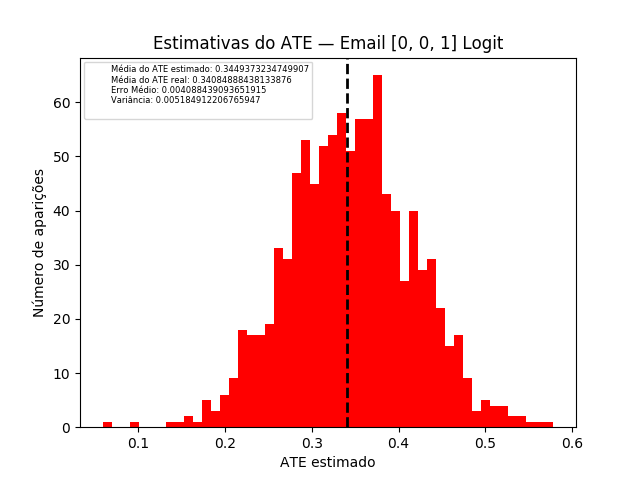 Estimativas do ATE — Email [0, 0, 1] Logit
Média do ATE estimado: 0.3449373234749907
Média do ATE real: 0.34084888438133876
Erro Médio: 0.004088439093651915
Variância: 0.005184912206765947
Número de aparições
60
50
40
30
20
10
0
0.1
0.2
0.3
0.4
0.5
0.6
ATE estimado